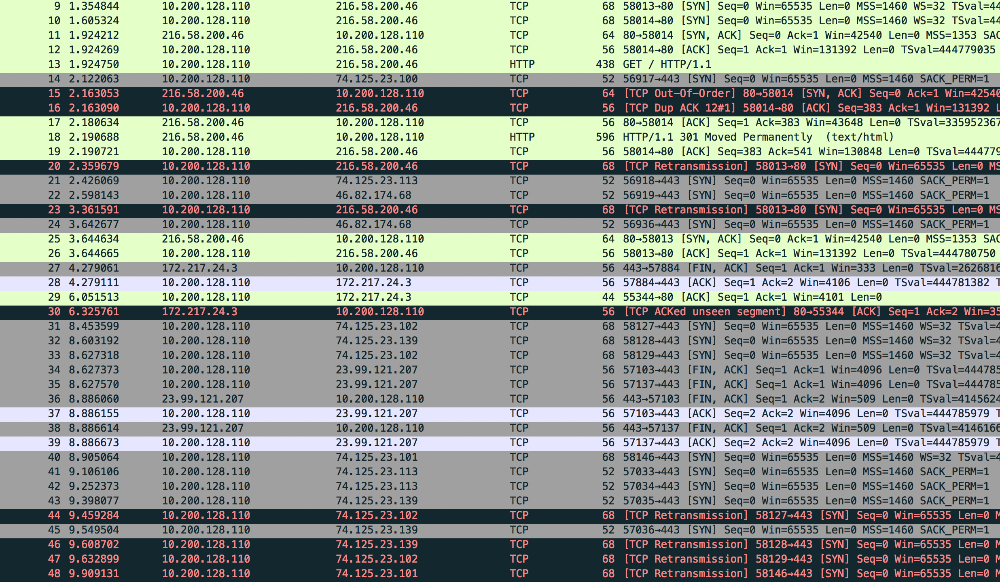 9 1.354844 10.200.128.110 216.58.200.46 TCP 68 58013→80 [SYN] Seq=0 Win=65535 Len=0 MSS=1460 WS=32 TSval=44
10 1.605324 10.200.128.110 216.58.200.46 TCP 68 58014→80 [SYN] Seq=0 Win=65535 Len=0 MSS=1460 WS=32 TSval=44
11 1.924212 216.58.200.46 10.200.128.110 TCP 64 80→58014 [SYN, ACK] Seq=0 Ack=1 Win=42540 Len=0 MSS=1353 SAC
12 1.924269 10.200.128.110 216.58.200.46 TCP 56 58014→80 [ACK] Seq=1 Ack=1 Win=131392 Len=0 TSval=444779035
13 1.924750 10.200.128.110 216.58.200.46 HTTP 438 GET / HTTP/1.1
14 2.122063 10.200.128.110 74.125.23.100 TCP 52 56917→443 [SYN] Seq=0 Win=65535 Len=0 MSS=1460 SACK_PERM=1
15 2.163053 216.58.200.46 10.200.128.110 TCP 64 [TCP Out-Of-Order] 80→58014 [SYN, ACK] Seq=0 Ack=1 Win=42540
16 2.163090 10.200.128.110 216.58.200.46 TCP 56 [TCP Dup ACK 12#1] 58014→80 [ACK] Seq=383 Ack=1 Win=131392 L
17 2.180634 216.58.200.46 10.200.128.110 TCP 56 80→58014 [ACK] Seq=1 Ack=383 Win=43648 Len=0 TSval=335952367
18 2.190688 216.58.200.46 10.200.128.110 HTTP 596 HTTP/1.1 301 Moved Permanently (text/html)
19 2.190721 10.200.128.110 216.58.200.46 TCP 56 58014→80 [ACK] Seq=383 Ack=541 Win=130848 Len=0 TSval=444779
20 2.359679 10.200.128.110 216.58.200.46 TCP 68 [TCP Retransmission] 58013→80 [SYN] Seq=0 Win=65535 Len=0 MS
21 2.426069 10.200.128.110 74.125.23.113 TCP 52 56918→443 [SYN] Seq=0 Win=65535 Len=0 MSS=1460 SACK_PERM=1
22 2.598143 10.200.128.110 46.82.174.68 TCP 52 56919→443 [SYN] Seq=0 Win=65535 Len=0 MSS=1460 SACK_PERM=1
23 3.361591 10.200.128.110 216.58.200.46 TCP 68 [TCP Retransmission] 58013→80 [SYN] Seq=0 Win=65535 Len=0 MS
24 3.642677 10.200.128.110 46.82.174.68 TCP 52 56936→443 [SYN] Seq=0 Win=65535 Len=0 MSS=1460 SACK_PERM=1
25 3.644634 216.58.200.46 10.200.128.110 TCP 64 80→58013 [SYN, ACK] Seq=0 Ack=1 Win=42540 Len=0 MSS=1353 SAC
26 3.644665 10.200.128.110 216.58.200.46 TCP 56 58013→80 [ACK] Seq=1 Ack=1 Win=131392 Len=0 TSval=444780750
27 4.279061 172.217.24.3 10.200.128.110 TCP 56 443→57884 [FIN, ACK] Seq=1 Ack=1 Win=333 Len=0 TSval=2626816
28 4.279111 10.200.128.110 172.217.24.3 TCP 56 57884→443 [ACK] Seq=1 Ack=2 Win=4106 Len=0 TSval=444781382 T
29 6.051513 10.200.128.110 172.217.24.3 TCP 44 55344→80 [ACK] Seq=1 Ack=1 Win=4101 Len=0
30 6.325761 172.217.24.3 10.200.128.110 TCP 56 [TCP ACKed unseen segment] 80→55344 [ACK] Seq=1 Ack=2 Win=35
31 8.453599 10.200.128.110 74.125.23.102 TCP 68 58127→443 [SYN] Seq=0 Win=65535 Len=0 MSS=1460 WS=32 TSval=4
32 8.603192 10.200.128.110 74.125.23.139 TCP 68 58128→443 [SYN] Seq=0 Win=65535 Len=0 MSS=1460 WS=32 TSval=4
33 8.627318 10.200.128.110 74.125.23.102 TCP 68 58129→443 [SYN] Seq=0 Win=65535 Len=0 MSS=1460 WS=32 TSval=4
34 8.627373 10.200.128.110 23.99.121.207 TCP 56 57103→443 [FIN, ACK] Seq=1 Ack=1 Win=4096 Len=0 TSval=444785
35 8.627570 10.200.128.110 23.99.121.207 TCP 56 57137→443 [FIN, ACK] Seq=1 Ack=1 Win=4096 Len=0 TSval=444785
36 8.886060 23.99.121.207 10.200.128.110 TCP 56 443→57103 [FIN, ACK] Seq=1 Ack=2 Win=509 Len=0 TSval=4145624
37 8.886155 10.200.128.110 23.99.121.207 TCP 56 57103→443 [ACK] Seq=2 Ack=2 Win=4096 Len=0 TSval=444785979 T
38 8.886614 23.99.121.207 10.200.128.110 TCP 56 443→57137 [FIN, ACK] Seq=1 Ack=2 Win=509 Len=0 TSval=4146166
39 8.886673 10.200.128.110 23.99.121.207 TCP 56 57137→443 [ACK] Seq=2 Ack=2 Win=4096 Len=0 TSval=444785979 T
40 8.905064 10.200.128.110 74.125.23.101 TCP 68 58146→443 [SYN] Seq=0 Win=65535 Len=0 MSS=1460 WS=32 TSval=4
41 9.106106 10.200.128.110 74.125.23.113 TCP 52 57033→443 [SYN] Seq=0 Win=65535 Len=0 MSS=1460 SACK_PERM=1
42 9.252373 10.200.128.110 74.125.23.113 TCP 52 57034→443 [SYN] Seq=0 Win=65535 Len=0 MSS=1460 SACK_PERM=1
43 9.398077 10.200.128.110 74.125.23.139 TCP 52 57035→443 [SYN] Seq=0 Win=65535 Len=0 MSS=1460 SACK_PERM=1
44 9.459284 10.200.128.110 74.125.23.102 TCP 68 [TCP Retransmission] 58127→443 [SYN] Seq=0 Win=65535 Len=0 M
45 9.549504 10.200.128.110 74.125.23.139 TCP 52 57036→443 [SYN] Seq=0 Win=65535 Len=0 MSS=1460 SACK_PERM=1
46 9.608702 10.200.128.110 74.125.23.139 TCP 68 [TCP Retransmission] 58128→443 [SYN] Seq=0 Win=65535 Len=0 M
47 9.632899 10.200.128.110 74.125.23.102 TCP 68 [TCP Retransmission] 58129→443 [SYN] Seq=0 Win=65535 Len=0 M
48 9.909131 10.200.128.110 74.125.23.101 TCP 68 [TCP Retransmission] 58146→443 [SYN] Seq=0 Win=65535 Len=0 M